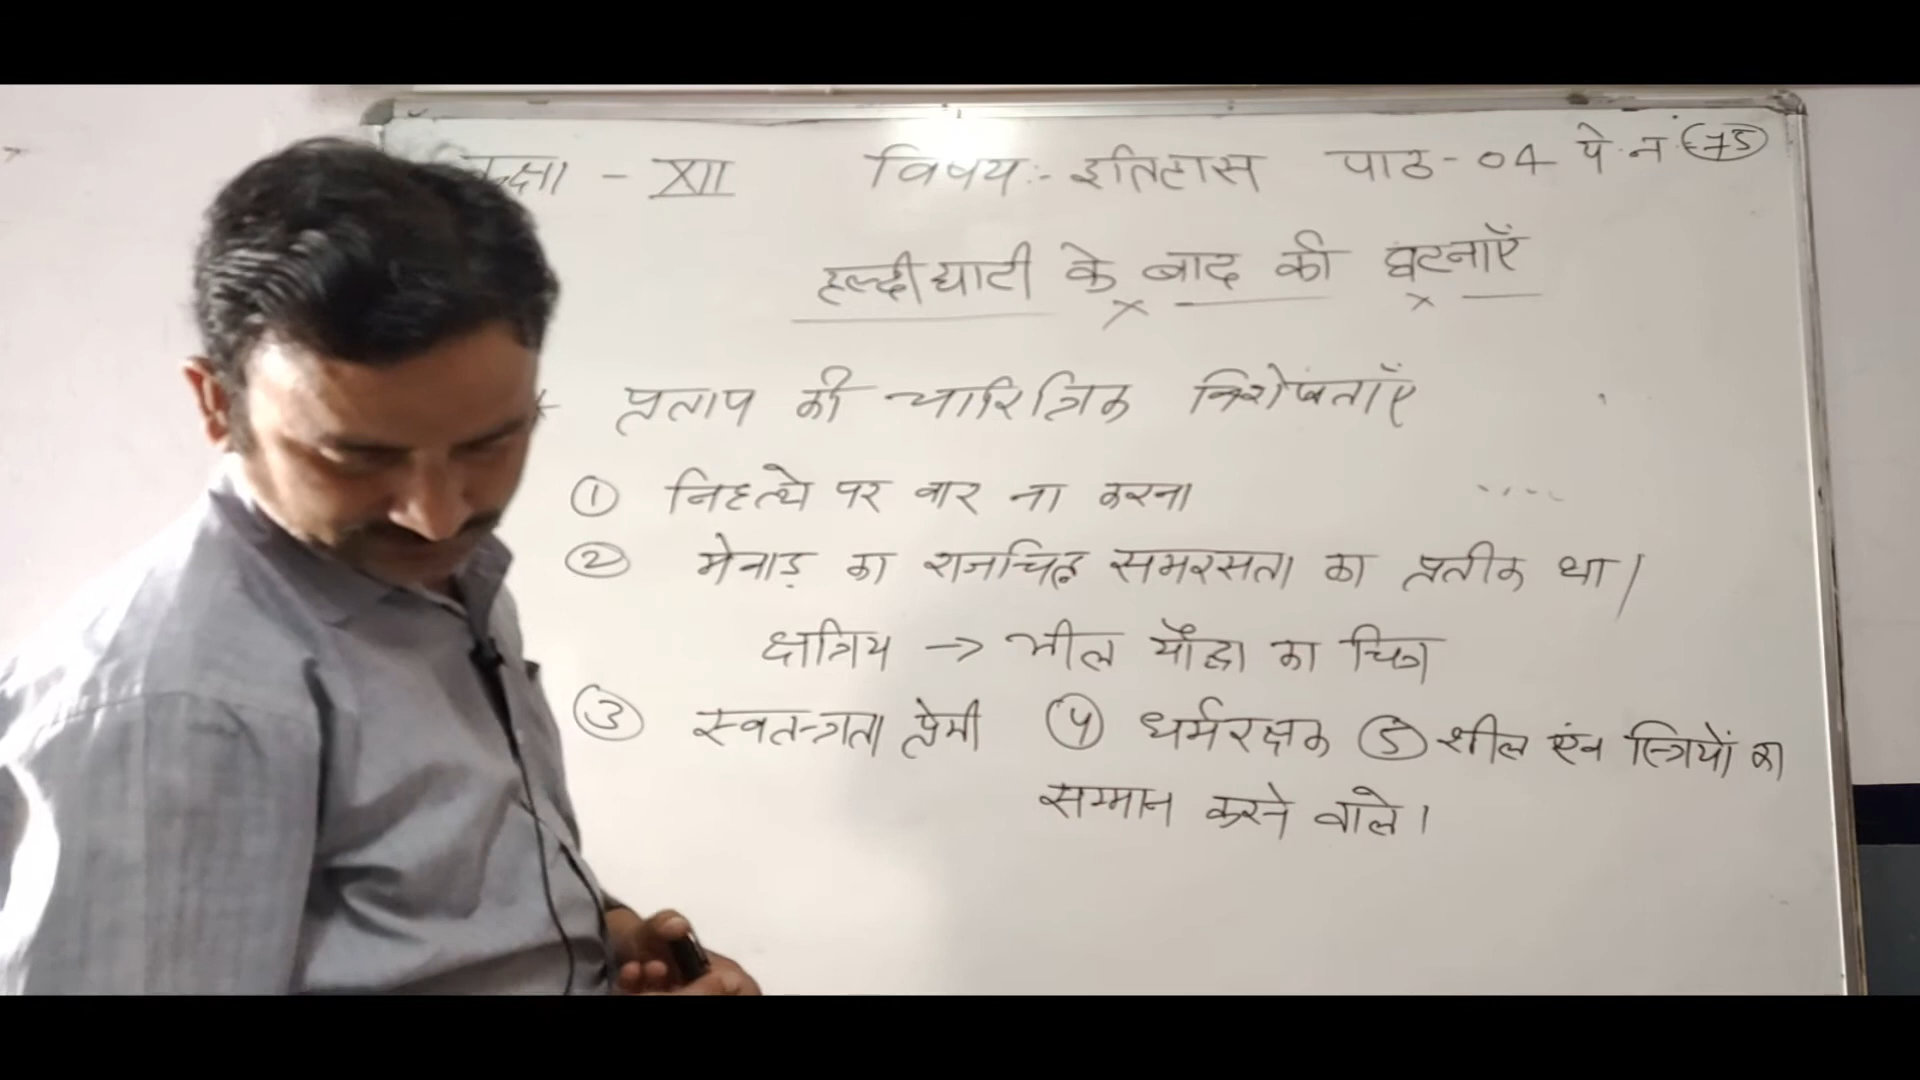 कक्षा - XII विषय:- इतिहास पाठ-04 पे.नं. 75
हल्दीघाटी के बाद की घटनाएँ
प्रताप की चारित्रिक विशेषताएँ
① निहत्थे पर वार ना करना
② मेवाड़ का राजचिह्न समरसता का प्रतीक था।
क्षत्रिय → भील योद्धा का चित्र
③ स्वतन्त्रता प्रेमी ④ धर्मरक्षक ⑤ शील एंव स्त्रियों का
सम्मान करने वाले।